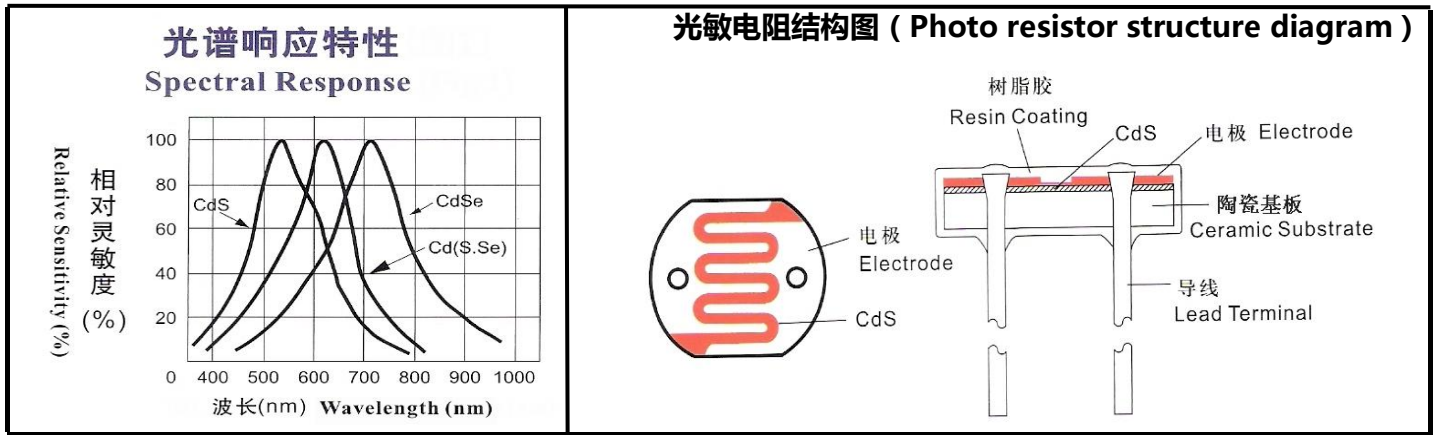 光谱响应特性
Spectral Response
Relative Sensitivity (%)
相对灵敏度(%)
100
80
60
40
20
CdS
CdSe
Cd(S.Se)
0 400 500 600 700 800 900 1000
波长(nm) Wavelength (nm)
光敏电阻结构图 ( Photo resistor structure diagram )
树脂胶
Resin Coating
CdS
电极 Electrode
陶瓷基板
Ceramic Substrate
导线
Lead Terminal
电极
Electrode
CdS